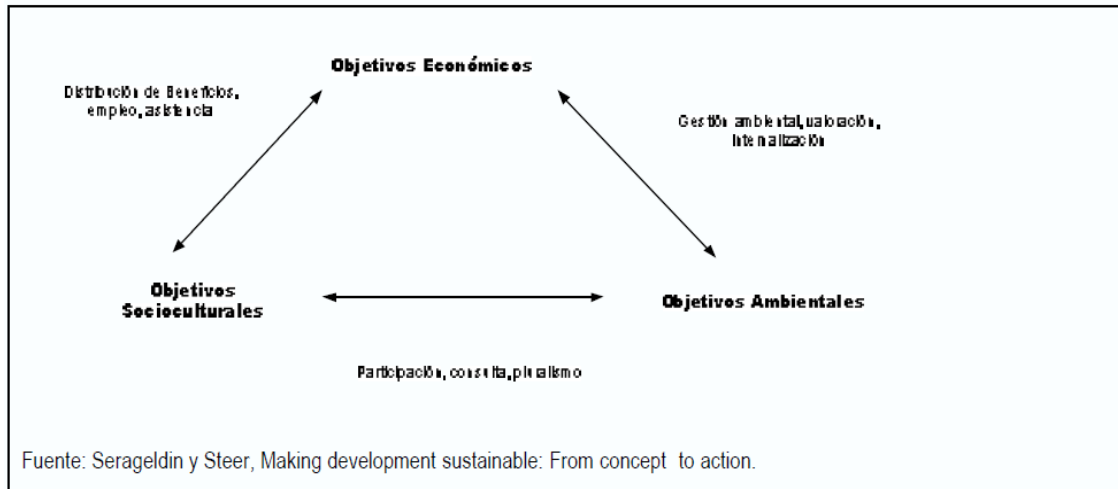 Objetivos Económicos
Distribución de Beneficios,
empleo, asistencia
Gestión ambiental, valoración,
Internalización
Objetivos
Socioculturales
Objetivos Ambientales
Participación, consulta, pluralismo
Fuente: Serageldin y Steer, Making development sustainable: From concept to action.